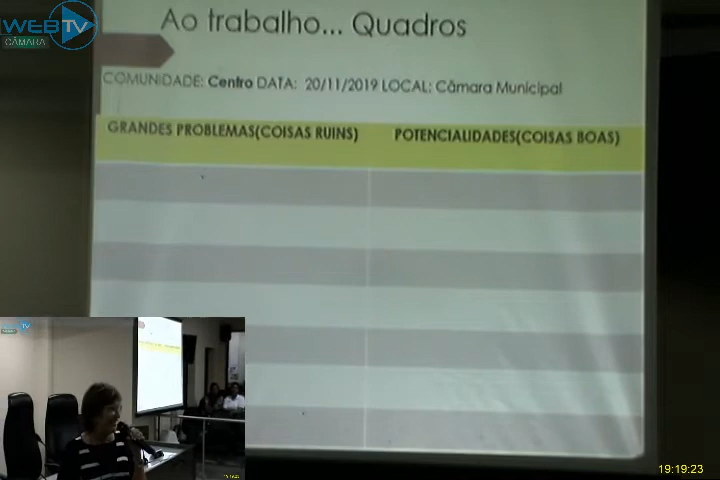 WEBTV
CÂMARA
Ao trabalho... Quadros
COMUNIDADE: Centro DATA: 20/11/2019 LOCAL: Câmara Municipal
GRANDES PROBLEMAS(COISAS RUINS) POTENCIALIDADES(COISAS BOAS)
19:19:23